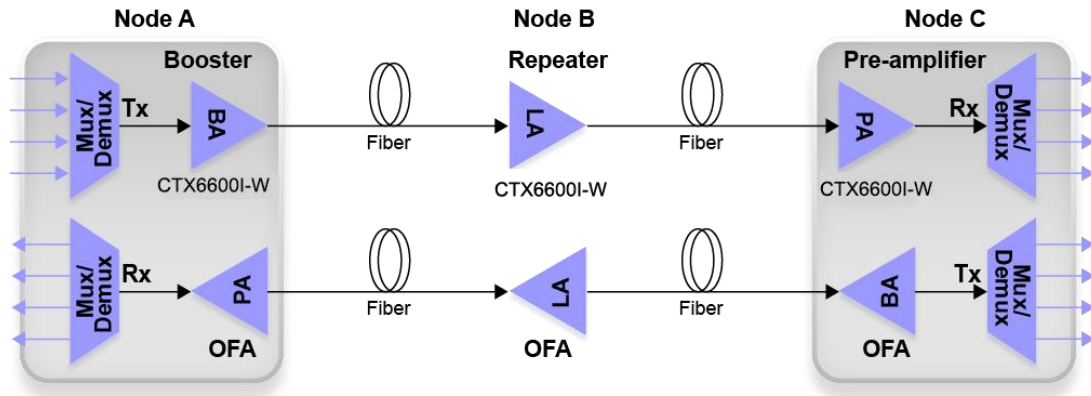 Node A
Node B
Node C
Booster
Repeater
Pre-amplifier
Mux/
Demux
Tx
BA
Fiber
LA
Fiber
PA
Rx
Mux/
Demux
CTX6600I-W
CTX6600I-W
CTX6600I-W
Mux/
Demux
Rx
PA
Fiber
LA
Fiber
BA
Tx
Mux/
Demux
OFA
OFA
OFA